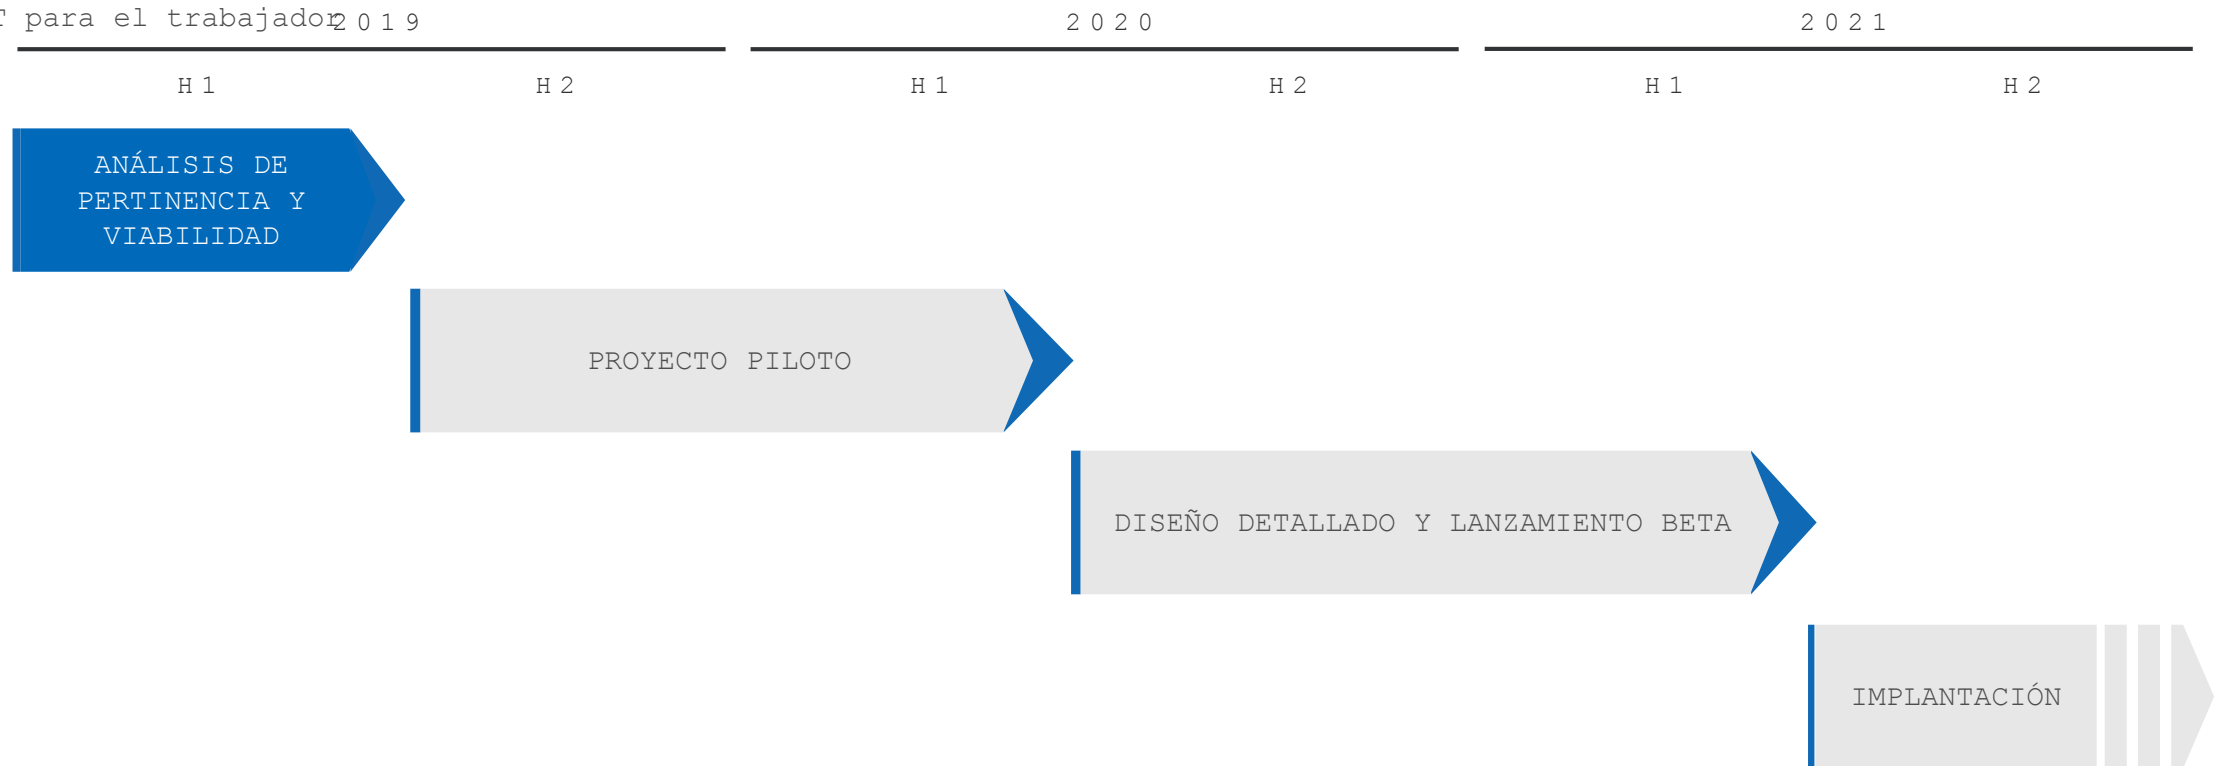 para el trabajador
2019 2020 2021
H1 H2 H1 H2 H1 H2
ANÁLISIS DE
PERTINENCIA Y
VIABILIDAD
PROYECTO PILOTO
DISEÑO DETALLADO Y LANZAMIENTO BETA
IMPLANTACIÓN